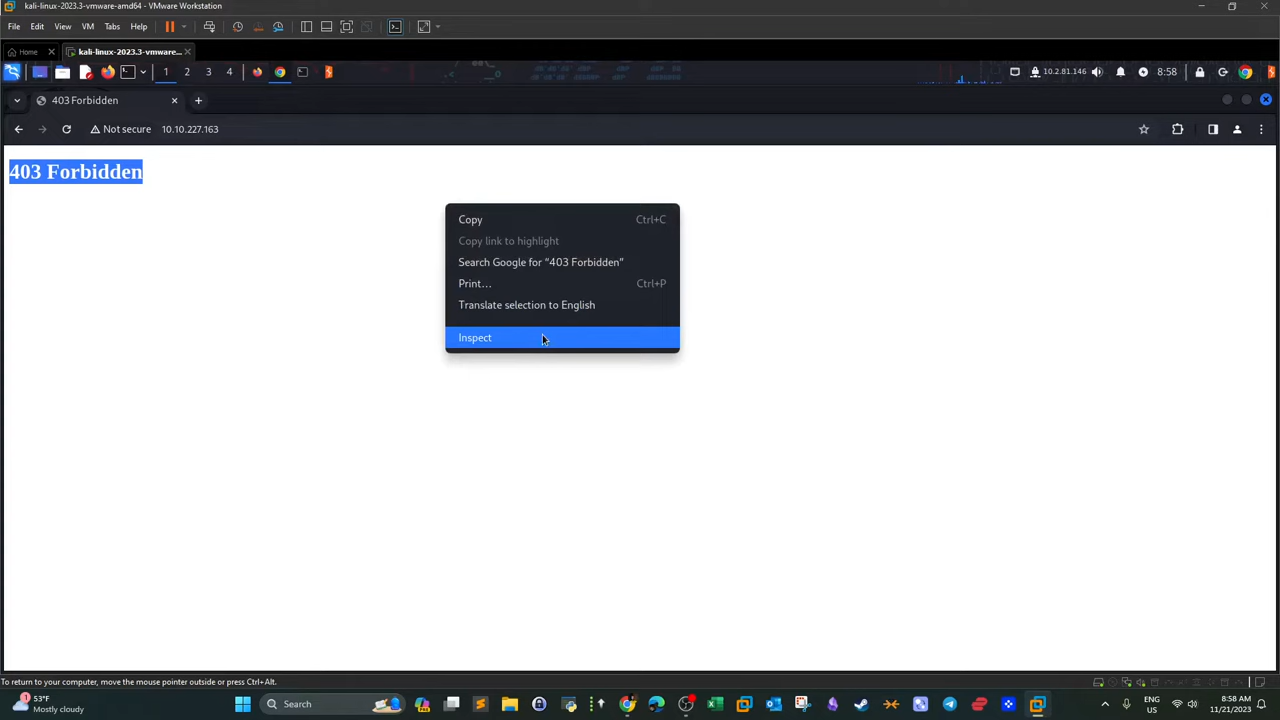 kali-linux-2023.3-vmware-amd64 - VMware Workstation
File Edit View VM Tabs Help
Home kali-linux-2023.3-vmware...
1 2 3 4 10.2.81.146 8:58
403 Forbidden
Not secure 10.10.227.163
403 Forbidden
Copy Ctrl+C
Copy link to highlight
Search Google for “403 Forbidden”
Print... Ctrl+P
Translate selection to English
Inspect
To return to your computer, move the mouse pointer outside or press Ctrl+Alt.
1 53°F
Mostly cloudy
Search
ENG
US
8:58 AM
11/21/2023